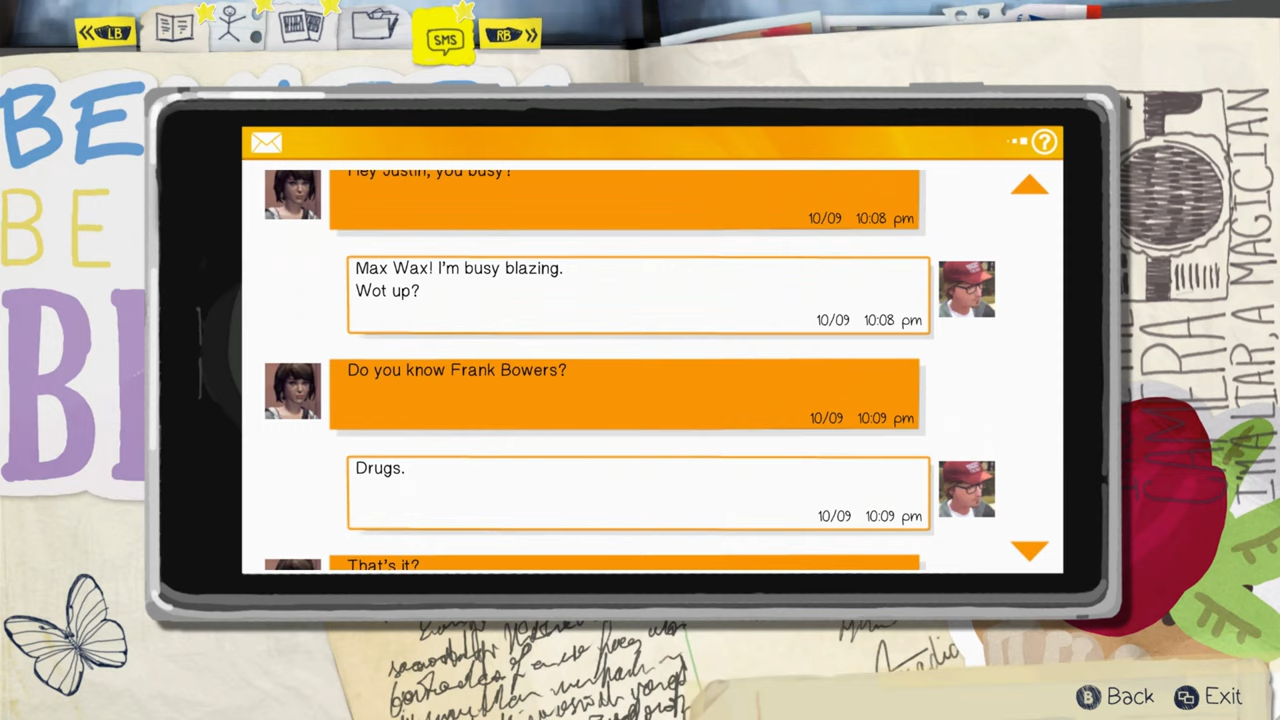 LB
SMS
RB
BE
BE
Hey Justin, you busy?
10/09 10:08 pm
Max Wax! I'm busy blazing.
Wot up?
10/09 10:08 pm
Do you know Frank Bowers?
10/09 10:09 pm
Drugs.
10/09 10:09 pm
That's it?
CAMERA
I'M A LIAR, A MAGICIAN
B Back
Exit